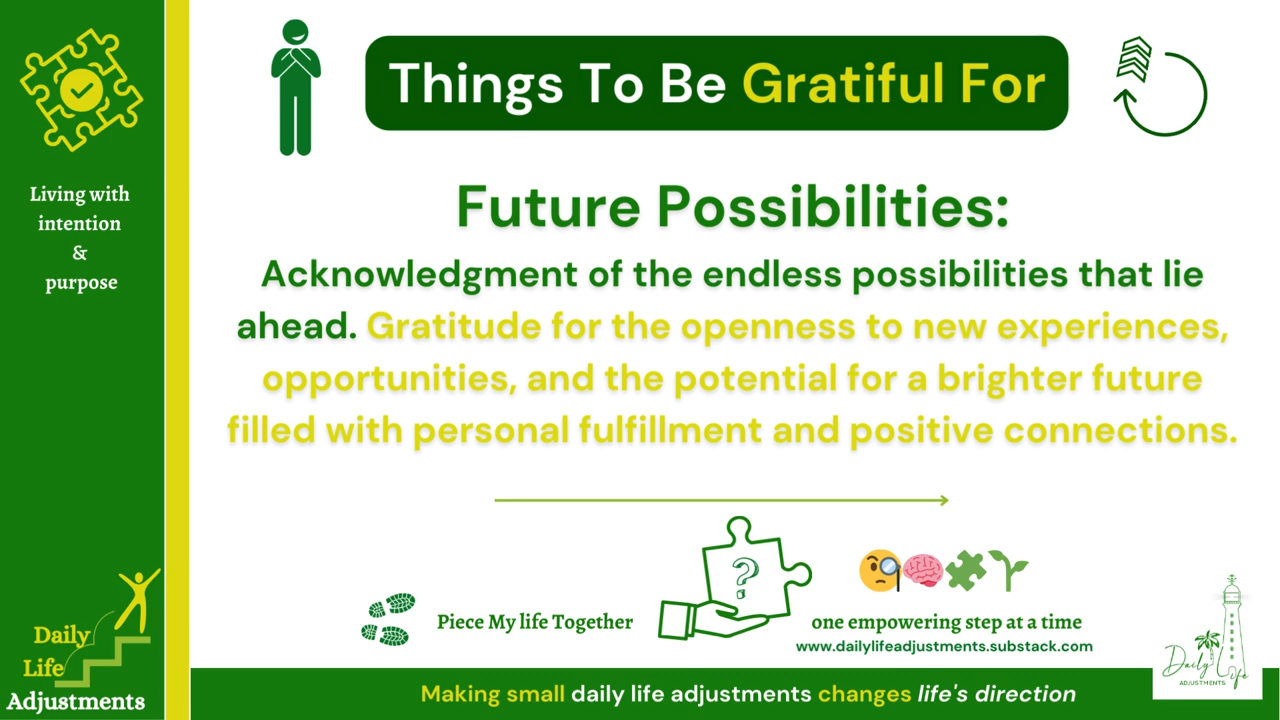 Things To Be Gratiful For
Living with
intention
&
purpose
Future Possibilities:
Acknowledgment of the endless possibilities that lie
ahead. Gratitude for the openness to new experiences,
opportunities, and the potential for a brighter future
filled with personal fulfillment and positive connections.
?
Piece My life Together
one empowering step at a time
www.dailylifeadjustments.substack.com
Daily
Life
Adjustments
Making small daily life adjustments changes life's direction
Daily Life
ADJUSTMENTS